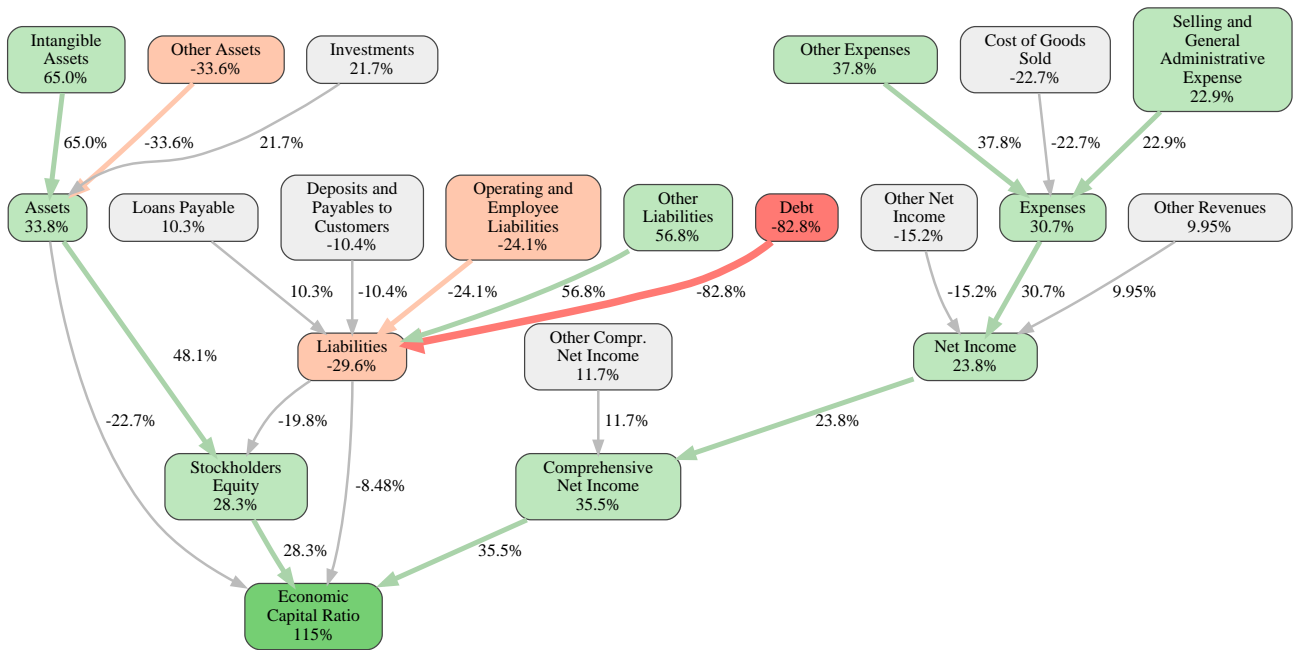 Intangible
Assets
65.0%
Other Assets
-33.6%
Investments
21.7%
Other Expenses
37.8%
Cost of Goods
Sold
-22.7%
Selling and
General
Administrative
Expense
22.9%
65.0%
-33.6%
21.7%
37.8%
-22.7%
22.9%
Assets
33.8%
Loans Payable
10.3%
Deposits and
Payables to
Customers
-10.4%
Operating and
Employee
Liabilities
-24.1%
Other
Liabilities
56.8%
Debt
-82.8%
Other Net
Income
-15.2%
Expenses
30.7%
Other Revenues
9.95%
10.3%
-10.4%
-24.1%
56.8%
-82.8%
-15.2%
30.7%
9.95%
48.1%
Liabilities
-29.6%
Other Compr.
Net Income
11.7%
Net Income
23.8%
-22.7%
-19.8%
11.7%
23.8%
Stockholders
Equity
28.3%
-8.48%
Comprehensive
Net Income
35.5%
28.3%
35.5%
Economic
Capital Ratio
115%